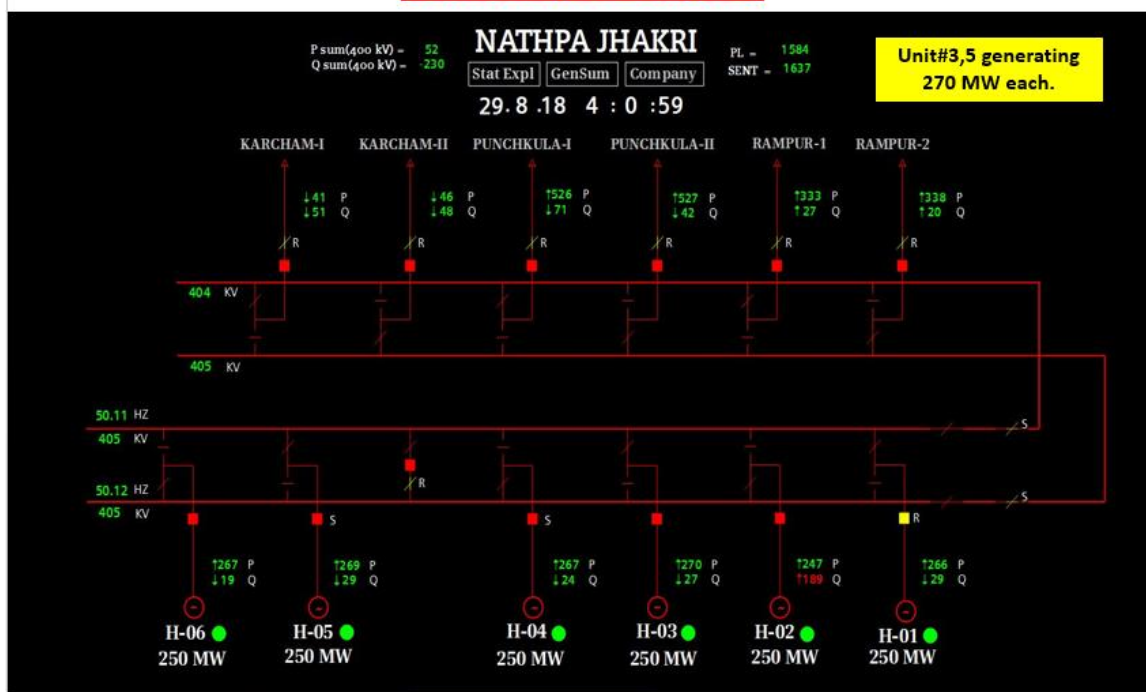 NATHPA JHAKRI
P sum(400 kV) = 52
Q sum(400 kV) = -230
Stat Expl GenSum Company
PL = 1584
SENT = 1637
29. 8 .18 4 : 0 :59
Unit#3,5 generating
270 MW each.
KARCHAM-I KARCHAM-II PUNCHKULA-I PUNCHKULA-II RAMPUR-1 RAMPUR-2
↓41 P ↓46 P ↑526 P ↑527 P ↑333 P ↑338 P
↓51 Q ↓48 Q ↓71 Q ↓42 Q ↑27 Q ↑20 Q
R R R R R R
404 KV
405 KV
50.11 HZ
405 KV
S
R
50.12 HZ
405 KV
S
S S R
↑267 P ↑269 P ↑267 P ↑270 P ↑247 P ↑266 P
↓19 Q ↓29 Q ↓24 Q ↓27 Q ↑189 Q ↓29 Q
H-06 H-05 H-04 H-03 H-02 H-01
250 MW 250 MW 250 MW 250 MW 250 MW 250 MW